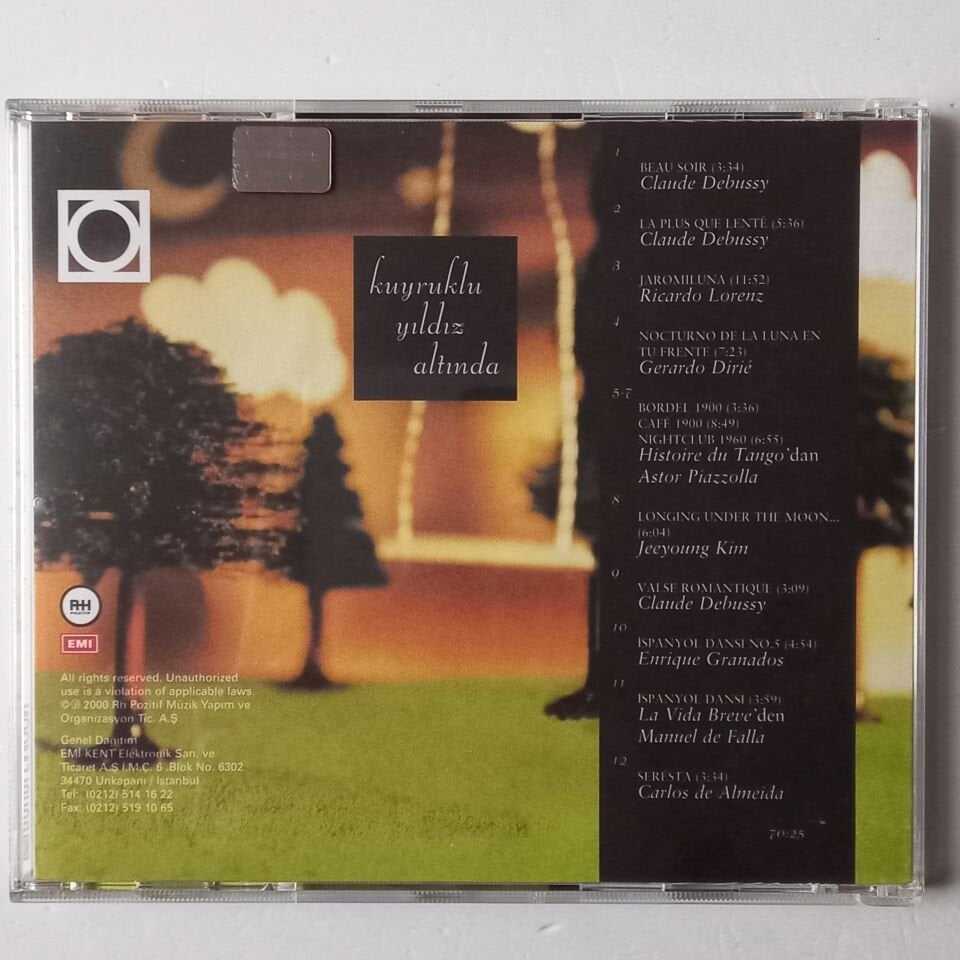 kuyruklu
yıldız
altında
RH
POZITIF
EMI
All rights reserved. Unauthorized
use is a violation of applicable laws.
©℗ 2000 Rh Pozitif Müzik Yapım ve
Organizasyon Tic. A.Ş
Genel Dağıtım
EMI KENT Elektronik San. ve
Ticaret A.Ş İ.M.Ç. 6 .Blok No. 6302
34470 Unkapanı / İstanbul
Tel: (0212) 514 16 22
Fax: (0212) 519 10 65
1
BEAU SOIR (3:34)
Claude Debussy
2
LA PLUS QUE LENTÉ (5:36)
Claude Debussy
3
JAROMILUNA (11:52)
Ricardo Lorenz
4
NOCTURNO DE LA LUNA EN
TU FRENTE (7:23)
Gerardo Dirié
5-7
BORDEL 1900 (3:36)
CAFÉ 1900 (8:49)
NIGHTCLUB 1960 (6:55)
Histoire du Tango'dan
Astor Piazzolla
8
LONGING UNDER THE MOON...
(6:04)
Jeeyoung Kim
9
VALSE ROMANTIQUE (3:09)
Claude Debussy
10
İSPANYOL DANSI NO.5 (4:54)
Enrique Granados
11
İSPANYOL DANSI (3:59)
La Vida Breve'den
Manuel de Falla
12
SERESTA (3:34)
Carlos de Almeida
70:25